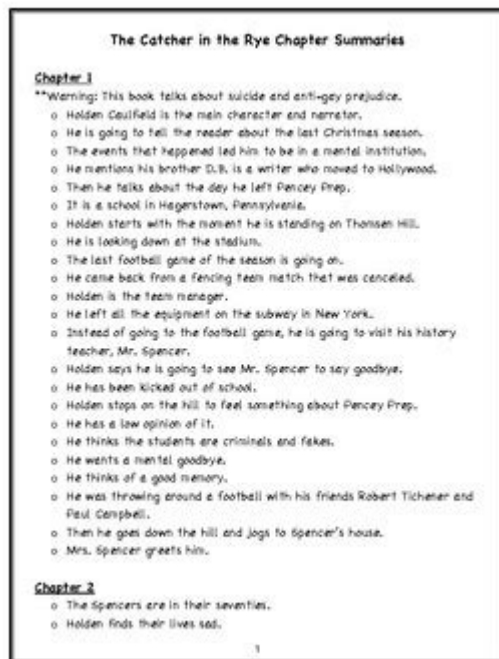 The Catcher in the Rye Chapter Summaries
Chapter 1
**Warning: This book talks about suicide and anti-gay prejudice.
o Holden Caulfield is the main character and narrator.
o He is going to tell the reader about the last Christmas season.
o The events that happened led him to be in a mental institution.
o He mentions his brother D.B. is a writer who moved to Hollywood.
o Then he talks about the day he left Pencey Prep.
o It is a school in Hagerstown, Pennsylvania.
o Holden starts with the moment he is standing on Thomsen Hill.
o He is looking down at the stadium.
o The last football game of the season is going on.
o He came back from a fencing team match that was canceled.
o Holden is the team manager.
o He left all the equipment on the subway in New York.
o Instead of going to the football game, he is going to visit his history
teacher, Mr. Spencer.
o Holden says he is going to see Mr. Spencer to say goodbye.
o He has been kicked out of school.
o Holden stops on the hill to feel something about Pencey Prep.
o He has a low opinion of it.
o He thinks the students are criminals and fakes.
o He wants a mental goodbye.
o He thinks of a good memory.
o He was throwing around a football with his friends Robert Tichener and
Paul Campbell.
o Then he goes down the hill and jogs to Spencer's house.
o Mrs. Spencer greets him.
Chapter 2
o The Spencers are in their seventies.
o Holden finds their lives sad.
1